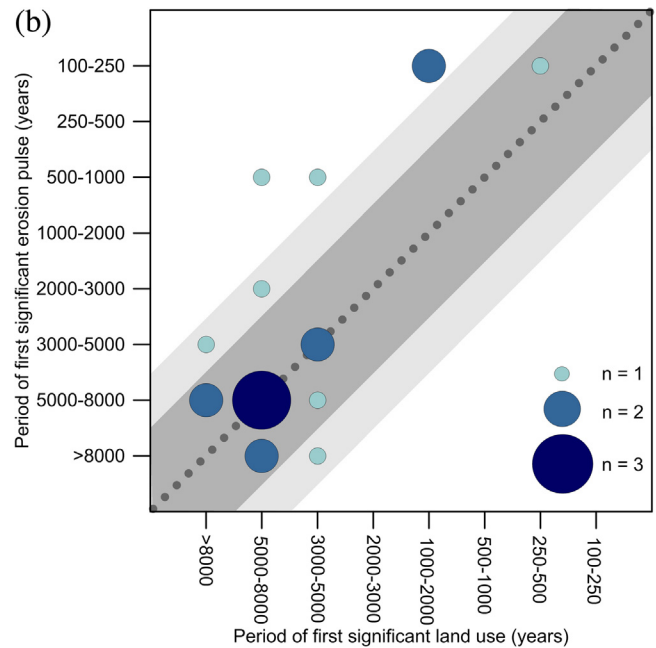 (b)
Period of first significant erosion pulse (years)
100-250
250-500
500-1000
1000-2000
2000-3000
3000-5000
5000-8000
>8000
n = 1
n = 2
n = 3
>8000
5000-8000
3000-5000
2000-3000
1000-2000
500-1000
250-500
100-250
Period of first significant land use (years)